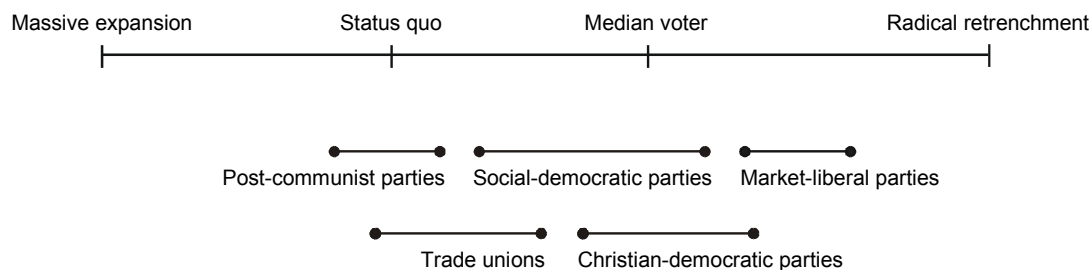 Massive expansion Status quo Median voter Radical retrenchment
Post-communist parties Social-democratic parties Market-liberal parties
Trade unions Christian-democratic parties